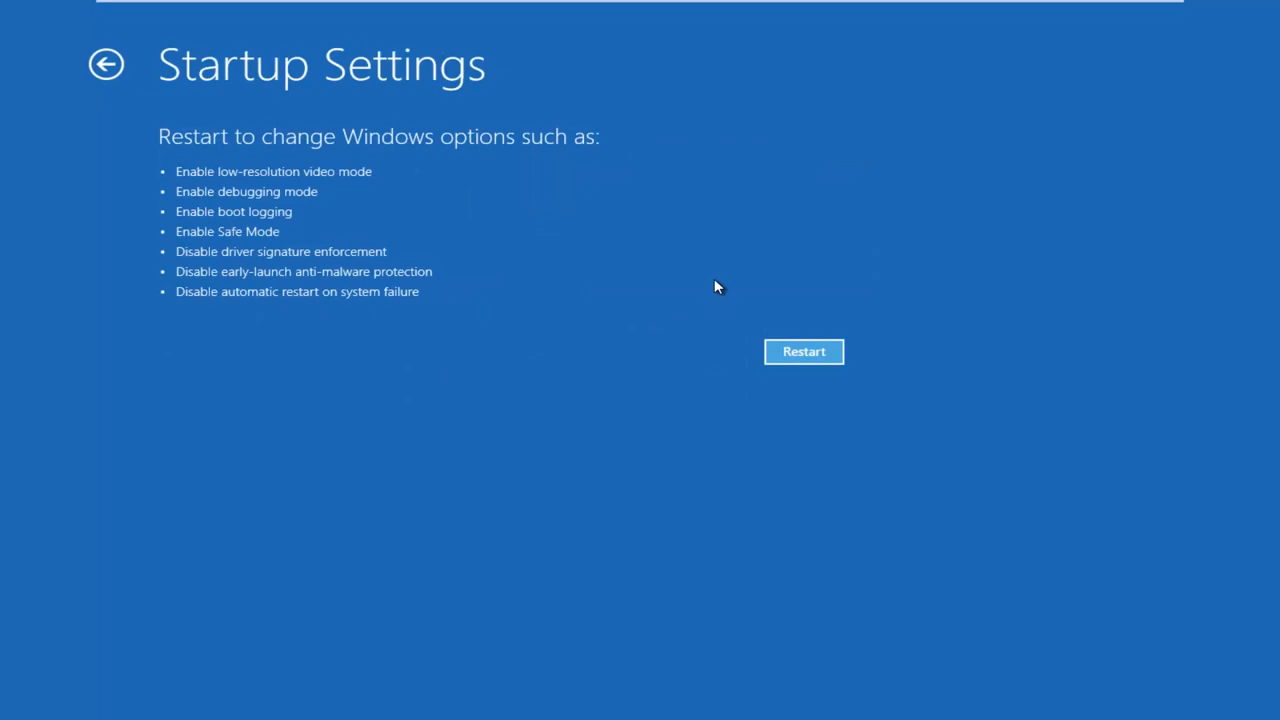 Startup Settings
Restart to change Windows options such as:
• Enable low-resolution video mode
• Enable debugging mode
• Enable boot logging
• Enable Safe Mode
• Disable driver signature enforcement
• Disable early-launch anti-malware protection
• Disable automatic restart on system failure
Restart